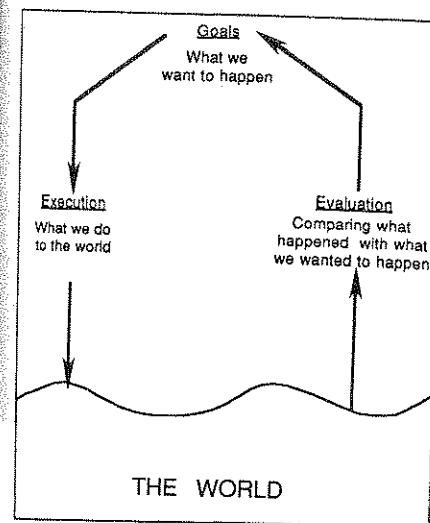 Goals
What we
want to happen
Execution
What we do
to the world
Evaluation
Comparing what
happened with what
we wanted to happen
THE WORLD